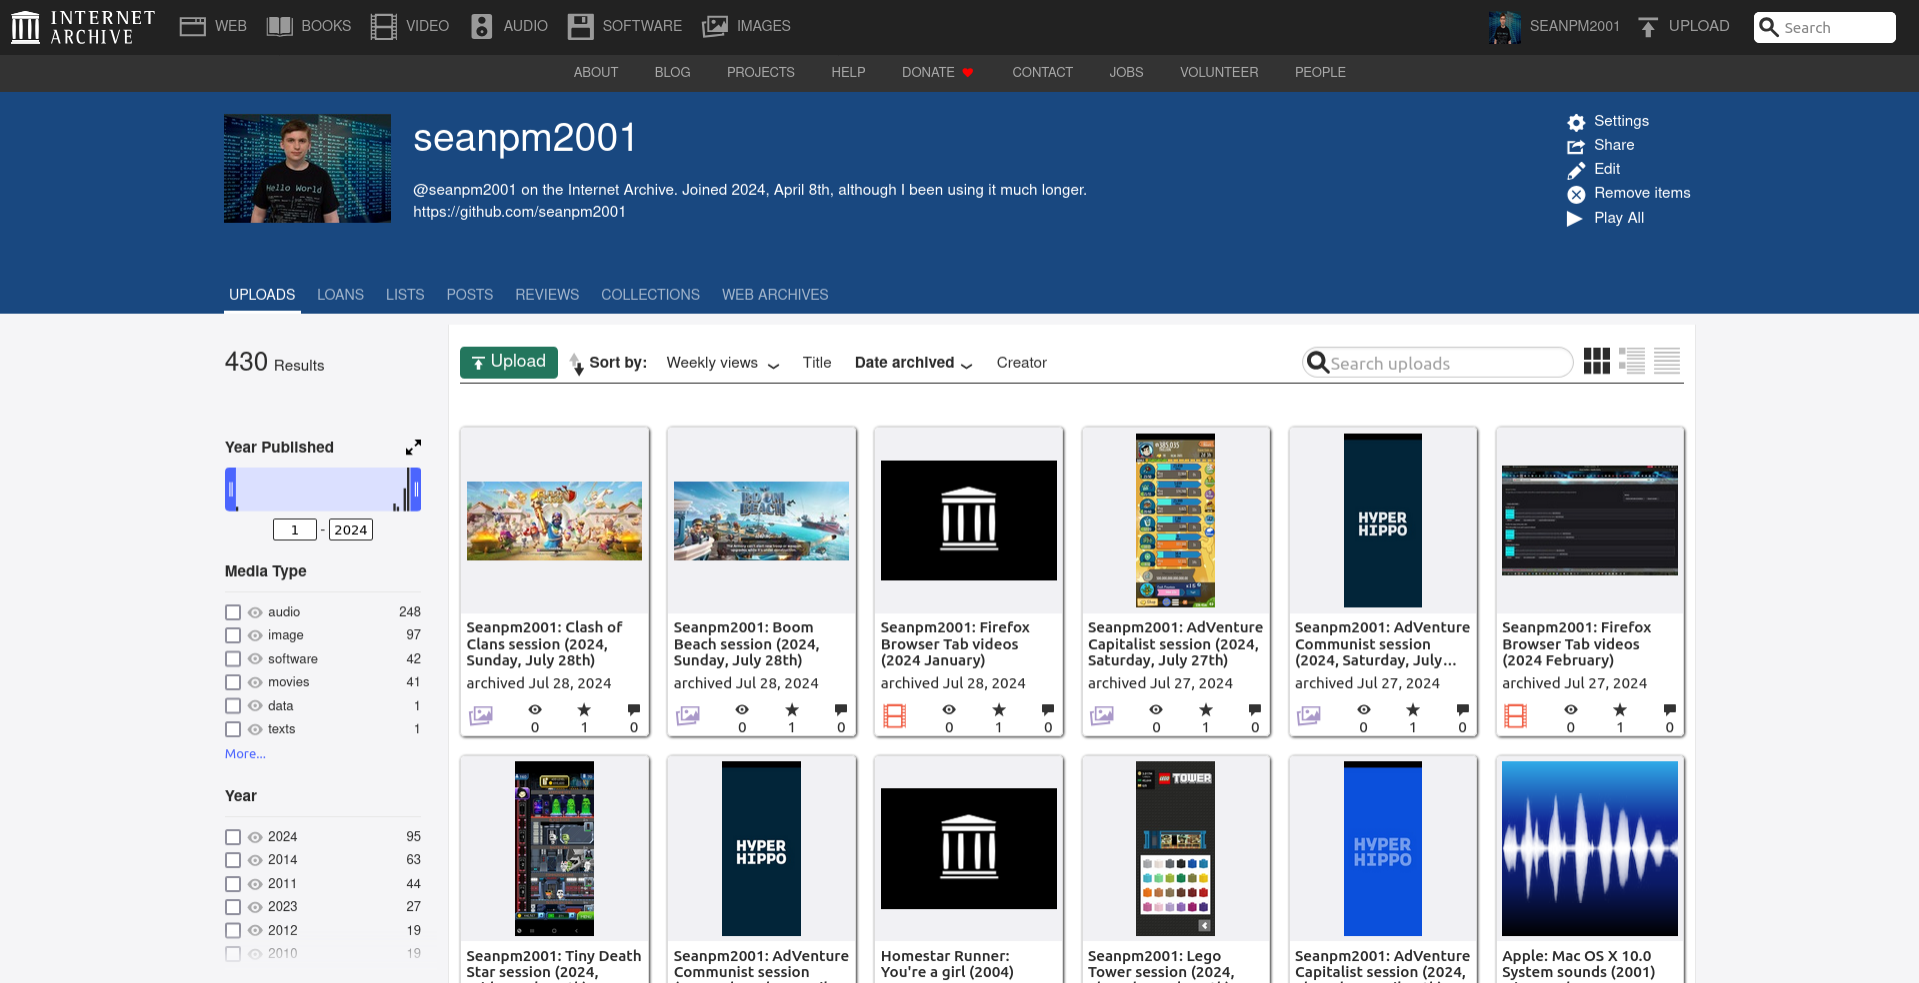 INTERNET ARCHIVE
WEB
BOOKS
VIDEO
AUDIO
SOFTWARE
IMAGES
SEANPM2001
UPLOAD
Search
ABOUT
BLOG
PROJECTS
HELP
DONATE
CONTACT
JOBS
VOLUNTEER
PEOPLE
Hello World
seanpm2001
@seanpm2001 on the Internet Archive. Joined 2024, April 8th, although I been using it much longer.
https://github.com/seanpm2001
Settings
Share
Edit
Remove items
Play All
UPLOADS
LOANS
LISTS
POSTS
REVIEWS
COLLECTIONS
WEB ARCHIVES
430 Results
Upload
Sort by:
Weekly views
Title
Date archived
Creator
Search uploads
Year Published
1 - 2024
Media Type
audio 248
image 97
software 42
movies 41
data 1
texts 1
More...
Year
2024 95
2014 63
2011 44
2023 27
2012 19
2010 19
Seanpm2001: Clash of
Clans session (2024,
Sunday, July 28th)
archived Jul 28, 2024
0 1 0
BOOM
BEACH
Seanpm2001: Boom
Beach session (2024,
Sunday, July 28th)
archived Jul 28, 2024
0 1 0
Seanpm2001: Firefox
Browser Tab videos
(2024 January)
archived Jul 28, 2024
0 1 0
Seanpm2001: AdVenture
Capitalist session (2024,
Saturday, July 27th)
archived Jul 27, 2024
0 1 0
HYPER
HIPPO
Seanpm2001: AdVenture
Communist session
(2024, Saturday, July...
archived Jul 27, 2024
0 1 0
Seanpm2001: Firefox
Browser Tab videos
(2024 February)
archived Jul 27, 2024
0 1 0
Seanpm2001: Tiny Death
Star session (2024,
HYPER
HIPPO
Seanpm2001: AdVenture
Communist session
Homestar Runner:
You're a girl (2004)
LEGO TOWER
Seanpm2001: Lego
Tower session (2024,
HYPER
HIPPO
Seanpm2001: AdVenture
Capitalist session (2024,
Apple: Mac OS X 10.0
System sounds (2001)